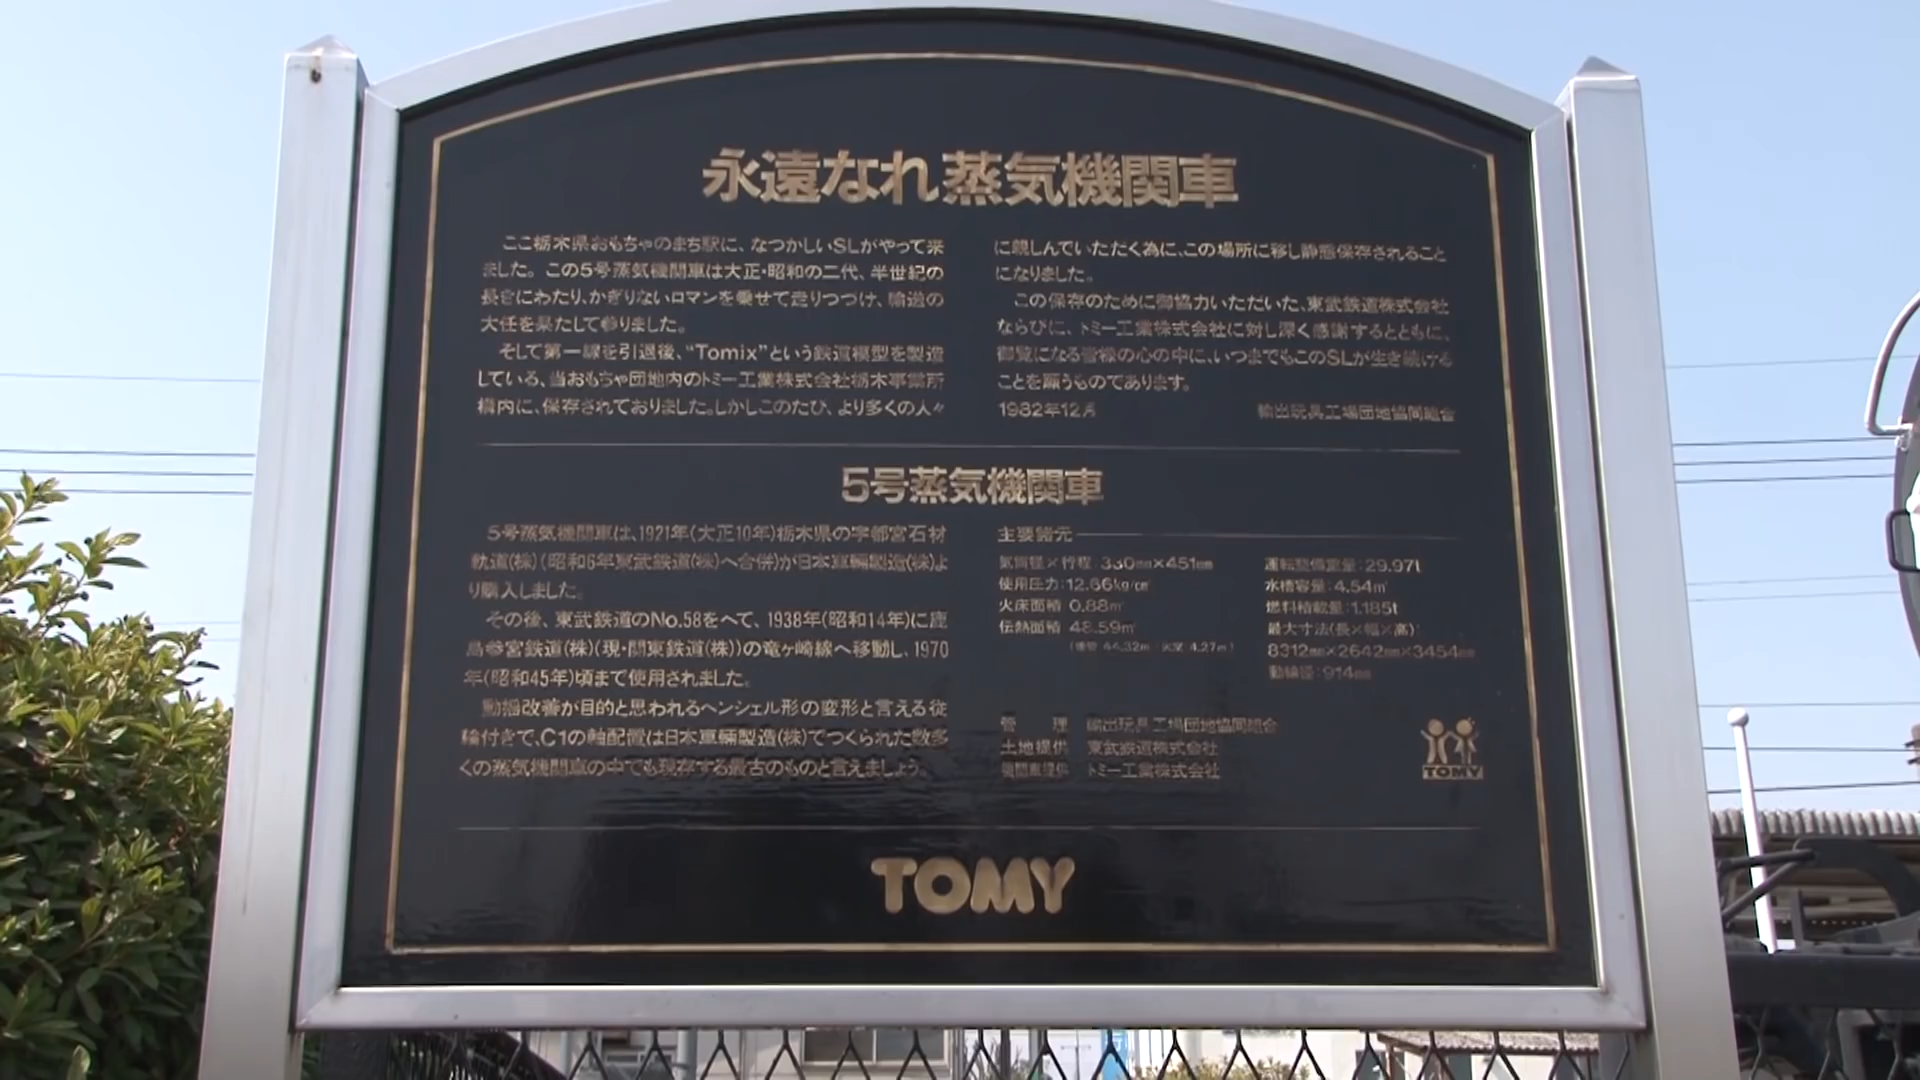 永遠なれ蒸気機関車
ここ栃木県おもちゃのまち駅に、なつかしいSLがやって来
ました。この5号蒸気機関車は大正・昭和の二代、半世紀の
長きにわたり、かぎりないロマンを乗せて走りつづけ、輸送の
大任を果たして参りました。
そして第一線を引退後、“Tomix”という鉄道模型を製造
している、当おもちゃ団地内のトミー工業株式会社栃木事業所
構内に、保存されておりました。しかしこのたび、より多くの人々
に親しんでいただく為に、この場所に移し静態保存されること
になりました。
この保存のために御協力いただいた、東武鉄道株式会社
ならびに、トミー工業株式会社に対し深く感謝するとともに、
御覧になる皆様の心の中に、いつまでもこのSLが生き続ける
ことを願うものであります。
1982年12月 輸出玩具工場団地協同組合
5号蒸気機関車
5号蒸気機関車は、1921年(大正10年)栃木県の宇都宮石材
軌道(株)(昭和6年東武鉄道(株)へ合併)が日本車輛製造(株)よ
り購入しました。
その後、東武鉄道のNo.58をへて、1938年(昭和14年)に鹿
島参宮鉄道(株)(現・関東鉄道(株))の竜ヶ崎線へ移動し、1970
年(昭和45年)頃まで使用されました。
動揺改善が目的と思われるヘンシェル形の変形と言える従
輪付きで、C1の軸配置は日本車輛製造(株)でつくられた数多
くの蒸気機関車の中でも現存する最古のものと言えましょう。
主要諸元
気筒径×行程:330mm×451mm
使用圧力:12.66kg/cm²
火床面積 0.88m²
伝熱面積 48.59m²
(煙管 44.32m² 火室 4.27m²)
運転整備重量:29.97t
水槽容量:4.54m³
燃料積載量:1.185t
最大寸法(長×幅×高)
8312mm×2642mm×3454mm
動輪径:914mm
管 理 輸出玩具工場団地協同組合
土地提供 東武鉄道株式会社
機関車提供 トミー工業株式会社
TOMY
TOMY